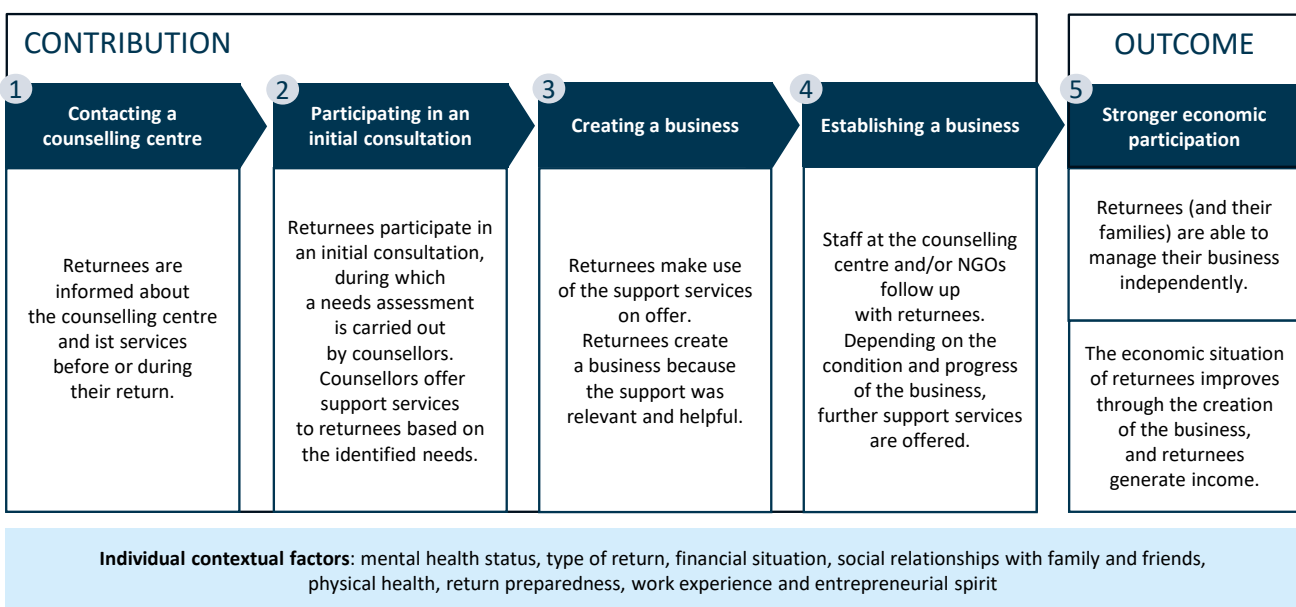 CONTRIBUTION
OUTCOME
1
Contacting a
counselling centre
Returnees are
informed about
the counselling centre
and ist services
before or during
their return.
2
Participating in an
initial consultation
Returnees participate in
an initial consultation,
during which
a needs assessment
is carried out
by counsellors.
Counsellors offer
support services
to returnees based on
the identified needs.
3
Creating a business
Returnees make use
of the support services
on offer.
Returnees create
a business because
the support was
relevant and helpful.
4
Establishing a business
Staff at the counselling
centre and/or NGOs
follow up
with returnees.
Depending on the
condition and progress
of the business,
further support services
are offered.
5
Stronger economic
participation
Returnees (and their
families) are able to
manage their business
independently.
The economic situation
of returnees improves
through the creation
of the business,
and returnees
generate income.
Individual contextual factors: mental health status, type of return, financial situation, social relationships with family and friends,
physical health, return preparedness, work experience and entrepreneurial spirit